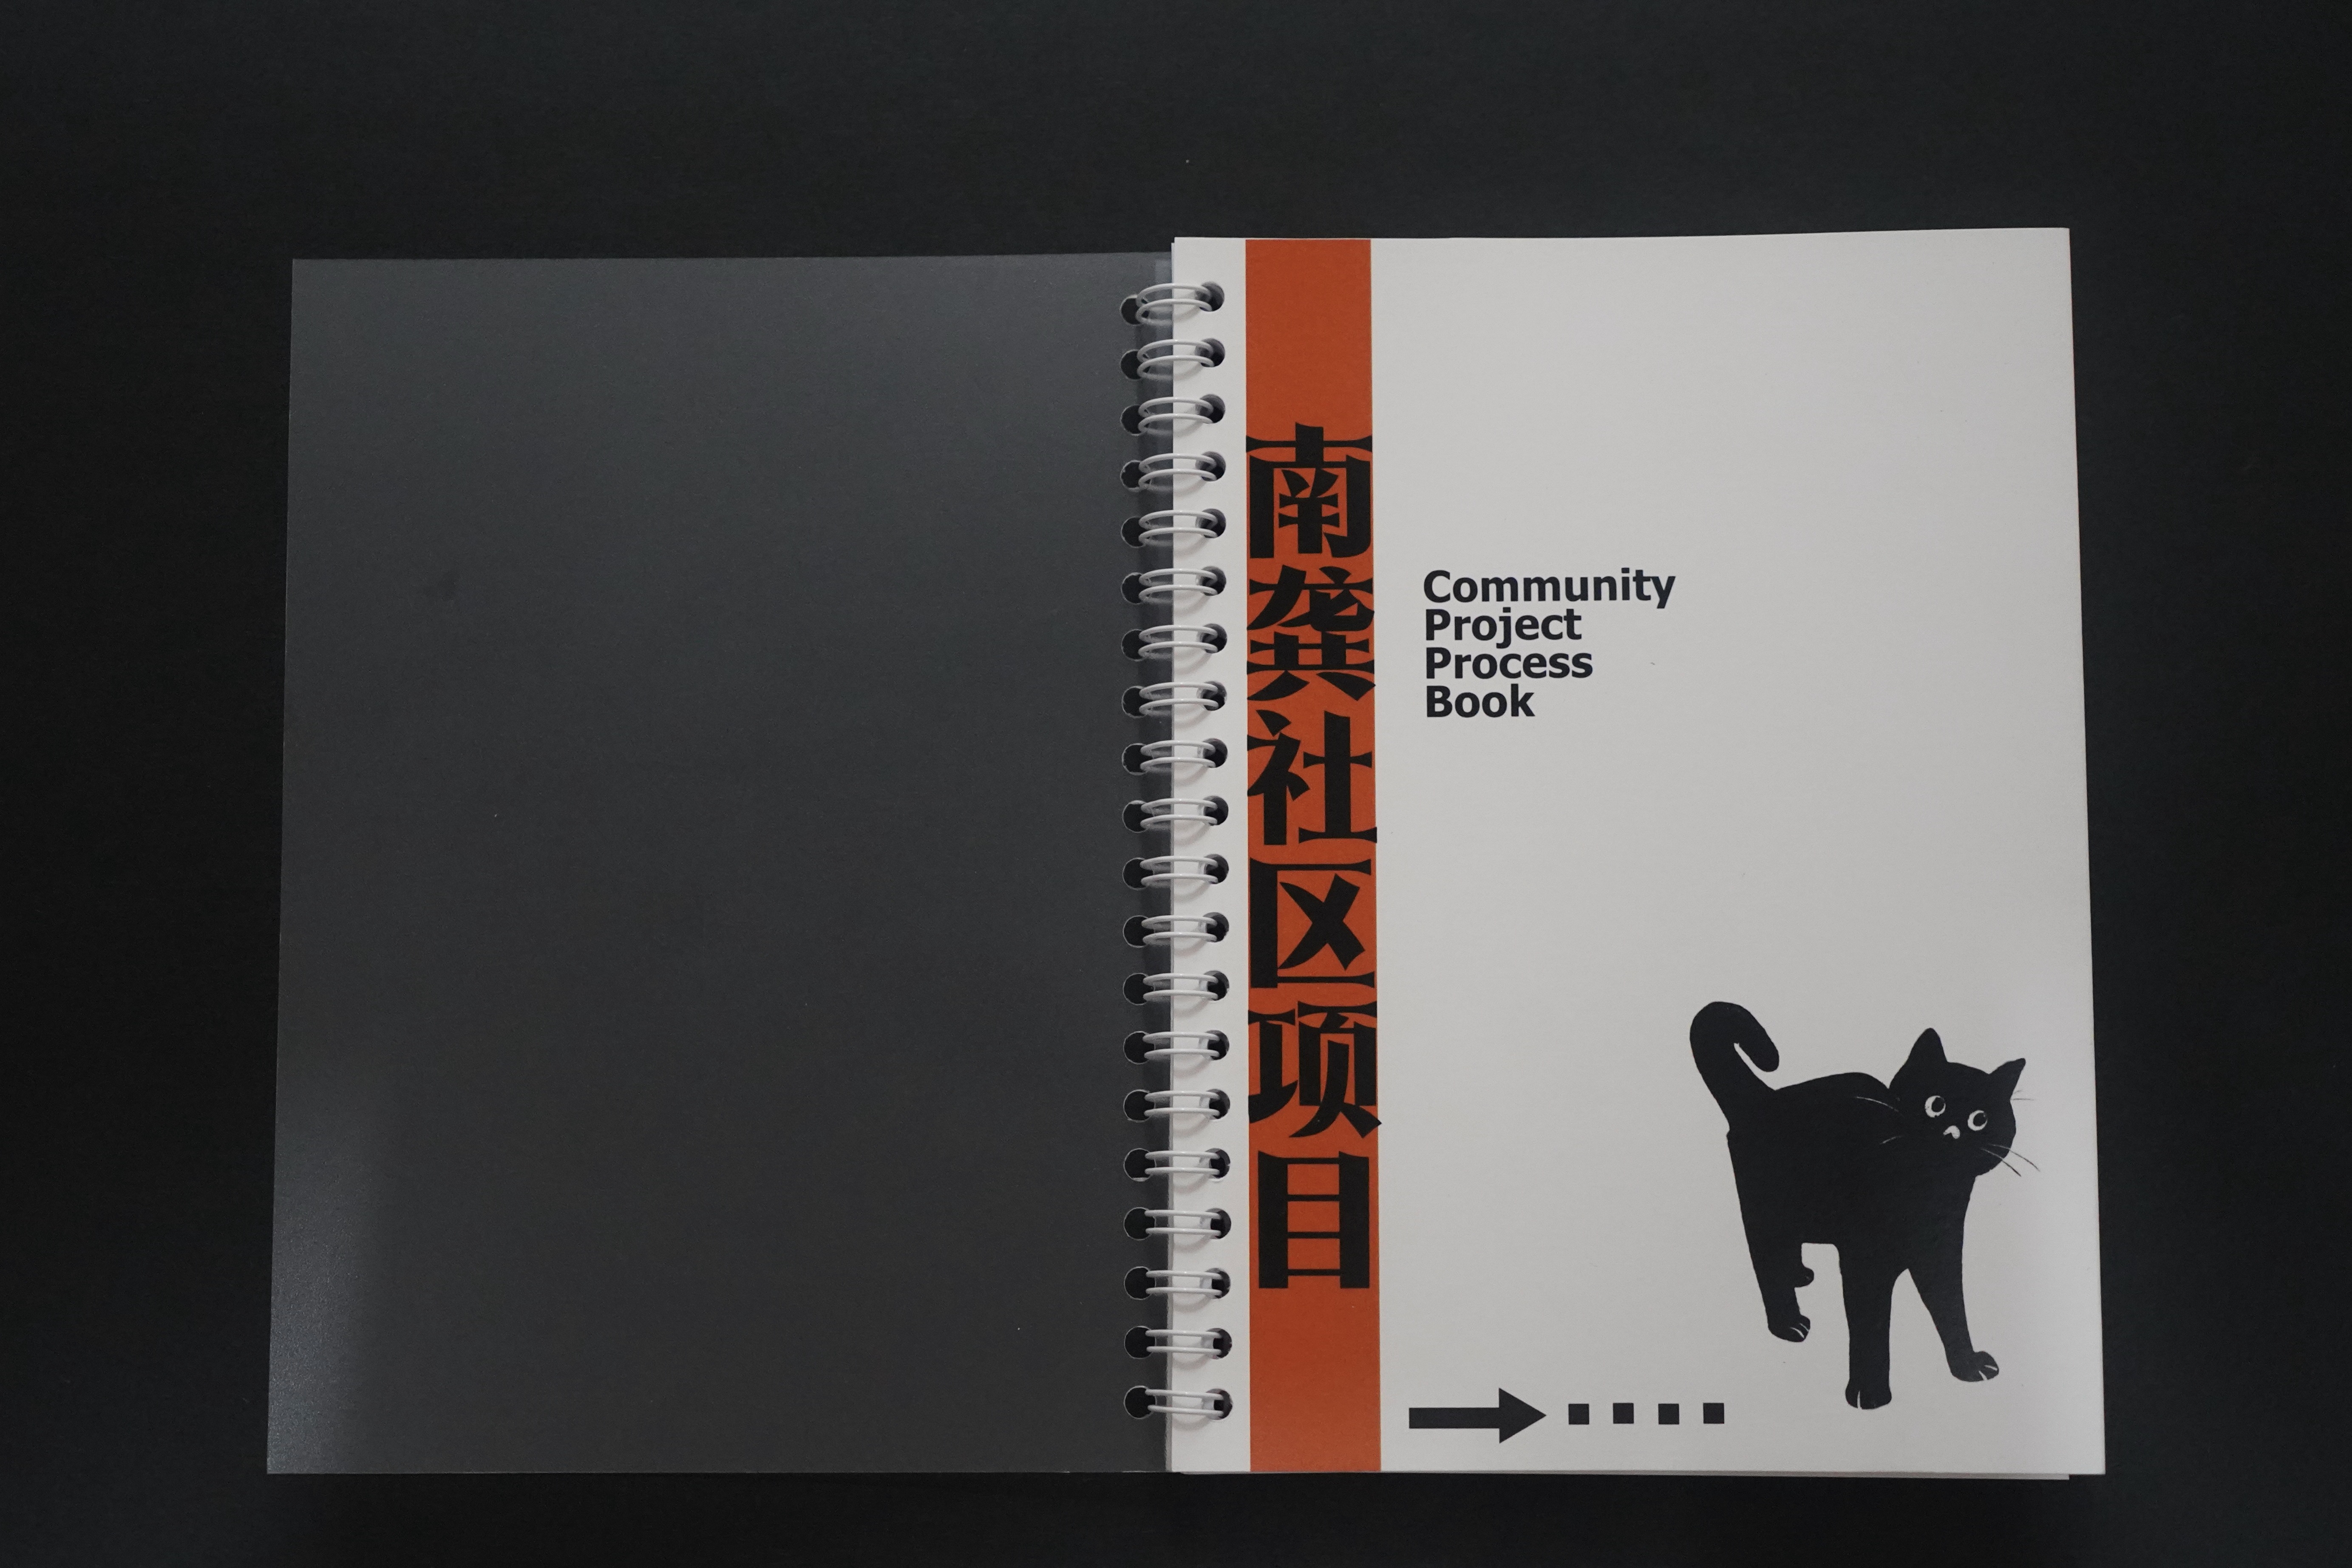 南龚社区项目
Community
Project
Process
Book